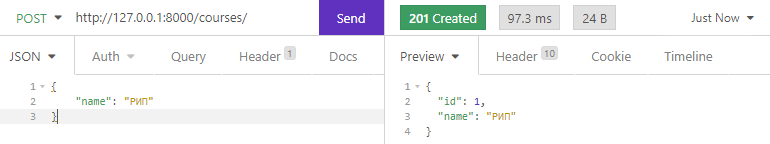 POST http://127.0.0.1:8000/courses/ Send 201 Created 97.3 ms 24 B Just Now
JSON Auth Query Header 1 Docs Preview Header 10 Cookie Timeline
1 {
2 "name": "РИП"
3 }
1 {
2 "id": 1,
3 "name": "РИП"
4 }